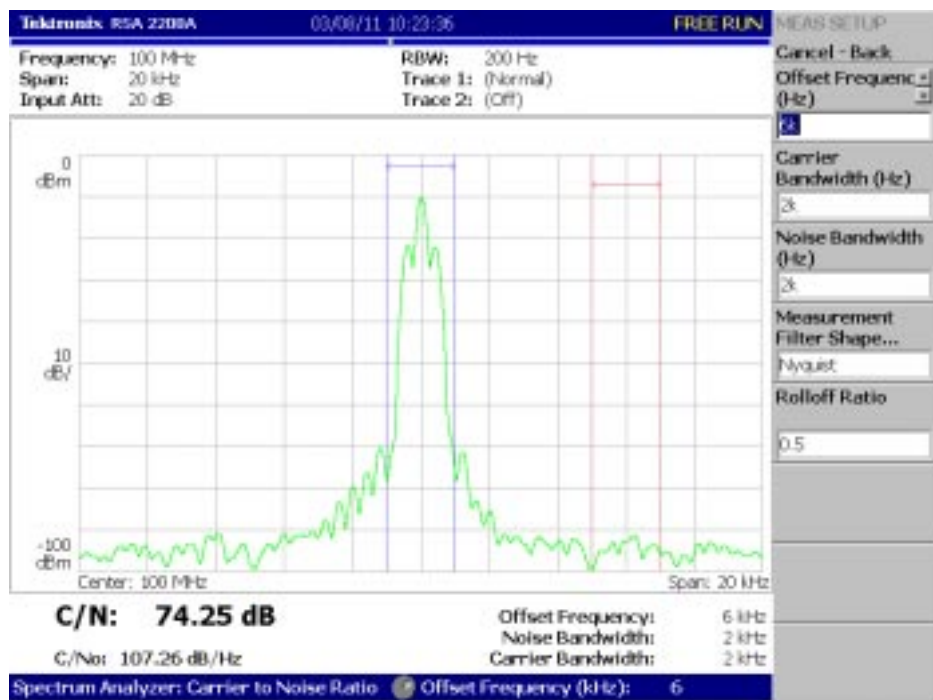 Tektronix RSA 2208A 03/08/11 10:23:36 FREE RUN
Frequency: 100 MHz
Span: 20 kHz
Input Att: 20 dB
RBW: 200 Hz
Trace 1: (Normal)
Trace 2: (Off)
0
dBm
10
dB/
-100
dBm
Center: 100 MHz
Span: 20 kHz
C/N: 74.25 dB
C/No: 107.26 dB/Hz
Offset Frequency: 6 kHz
Noise Bandwidth: 2 kHz
Carrier Bandwidth: 2 kHz
Spectrum Analyzer: Carrier to Noise Ratio Offset Frequency (kHz): 6
MEAS SETUP
Cancel - Back
Offset Frequenc
(Hz)
6k
Carrier
Bandwidth (Hz)
2k
Noise Bandwidth
(Hz)
2k
Measurement
Filter Shape...
Nyquist
Rolloff Ratio
0.5